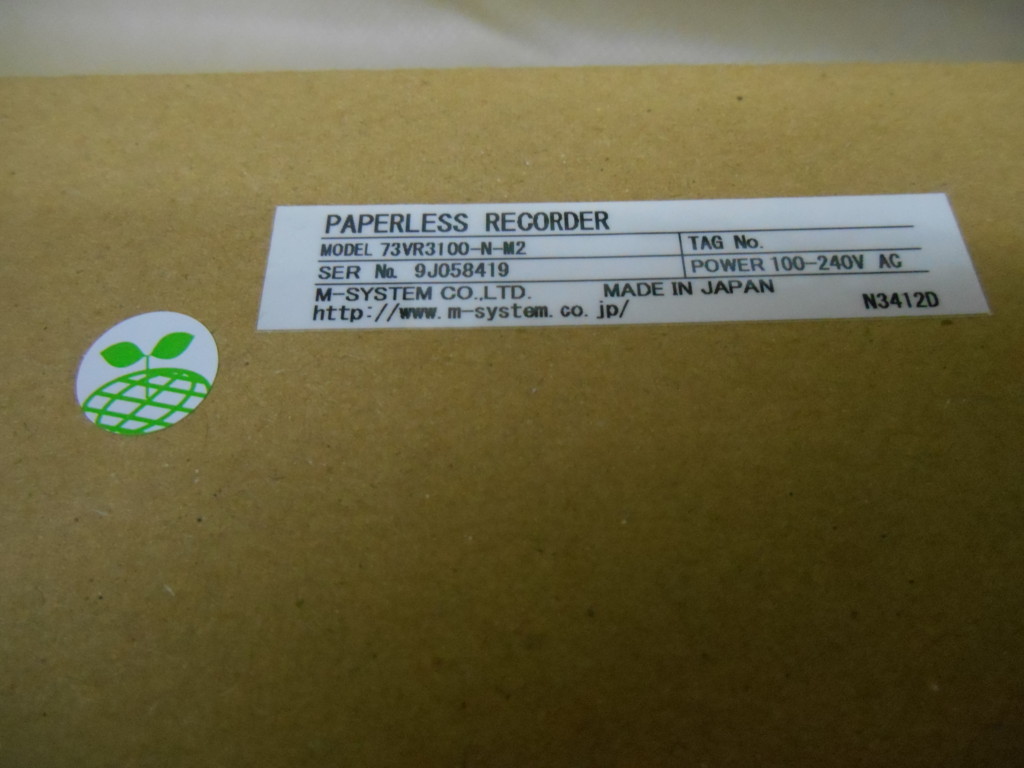 PAPERLESS RECORDER
MODEL 73VR3100-N-M2 TAG No.
SER No. 9J058419 POWER 100-240V AC
M-SYSTEM CO.,LTD. MADE IN JAPAN
http://www.m-system.co.jp/ N3412D